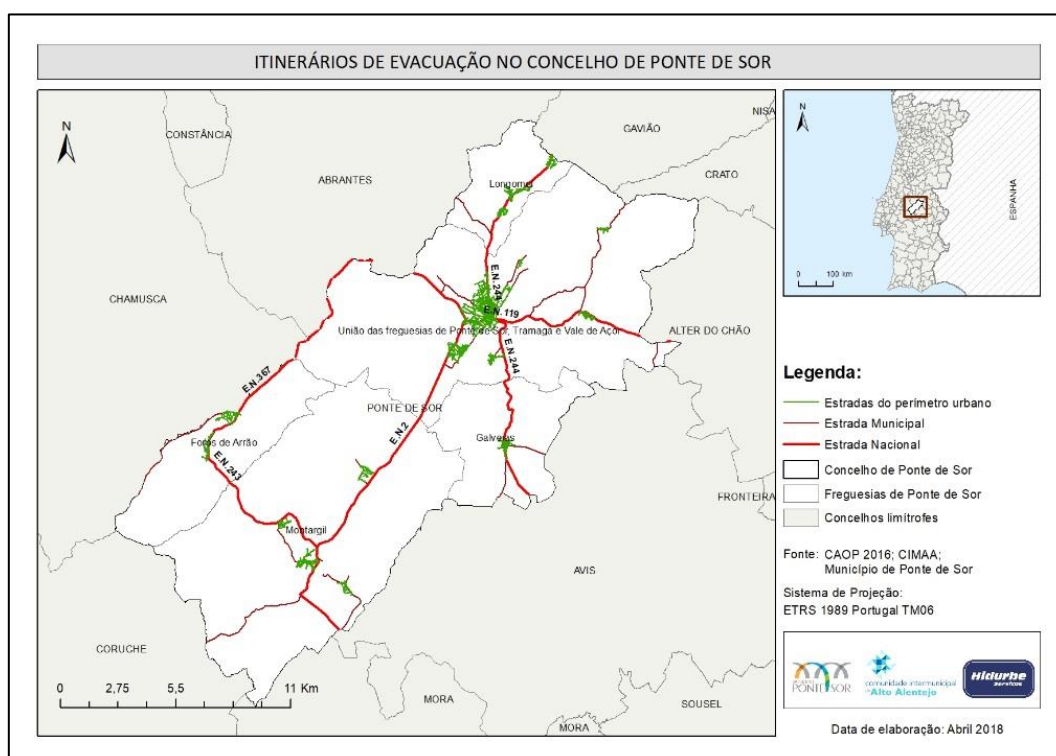 ITINERÁRIOS DE EVACUAÇÃO NO CONCELHO DE PONTE DE SOR
N
CONSTÂNCIA
ABRANTES
GAVIÃO
NISA
CRATO
CHAMUSCA
Longomel
E.N.244
E.N.119
União das freguesias de Ponte de Sor, Tramaga e Vale de Açor
ALTER DO CHÃO
E.N.244
E.N.367
PONTE DE SOR
E.N.2
Foros de Arrão
E.N.243
Galveias
FRONTEIRA
Montargil
AVIS
CORUCHE
MORA
MORA
SOUSEL
0 2,75 5,5 11 Km
N
ESPANHA
0 100 km
Legenda:
Estradas do perímetro urbano
Estrada Municipal
Estrada Nacional
Concelho de Ponte de Sor
Freguesias de Ponte de Sor
Concelhos limítrofes
Fonte: CAOP 2016; CIMAA;
Município de Ponte de Sor
Sistema de Projeção:
ETRS 1989 Portugal TM06
PONTE SOR
comunidade intermunicipal
do Alto Alentejo
Hidurbe
serviços
Data de elaboração: Abril 2018